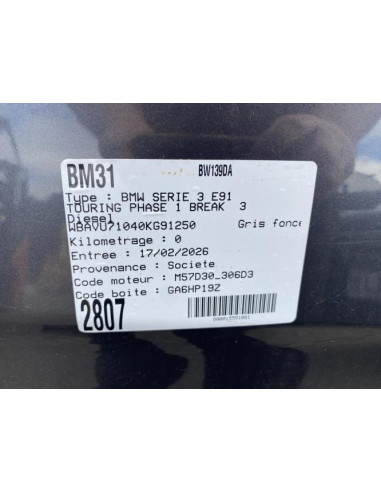 BM31 BW139DA
Type : BMW SERIE 3 E91
TOURING PHASE 1 BREAK 3
Diesel
WBAVU71040KG91250 Gris fonce
Kilometrage : 0
Entree : 17/02/2026
Provenance : Societe
Code moteur : M57D30_306D3
Code boite : GA6HP19Z
2807